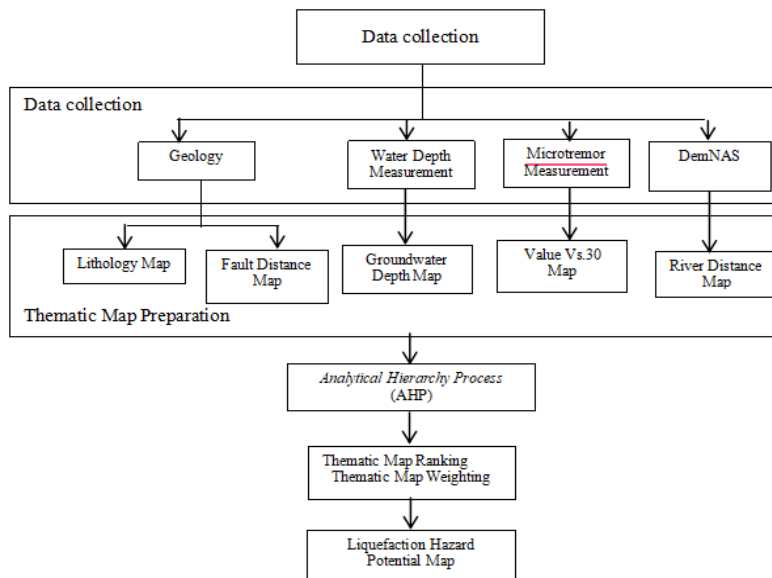 Data collection
Data collection
Geology
Water Depth
Measurement
Microtremor
Measurement
DemNAS
Lithology Map
Fault Distance
Map
Groundwater
Depth Map
Value Vs.30
Map
River Distance
Map
Thematic Map Preparation
Analytical Hierarchy Process
(AHP)
Thematic Map Ranking
Thematic Map Weighting
Liquefaction Hazard
Potential Map